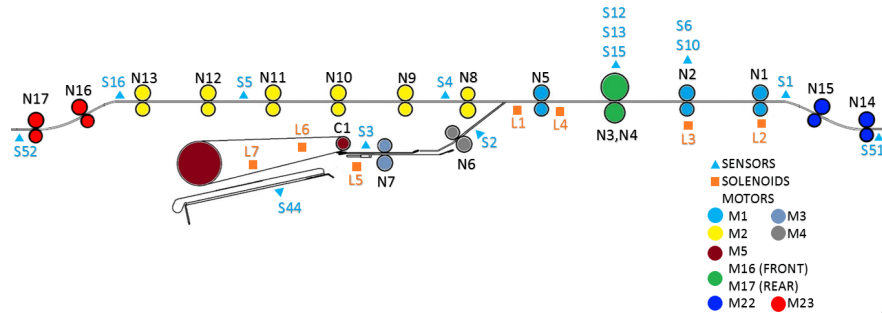 S12
S13
S15
S6
S10
S16
N13
N12
S5
N11
N10
N9
S4
N8
N5
N2
N1
S1
N15
N14
N17
N16
L1
L4
N3,N4
L3
L2
S52
S51
C1
S3
L6
L7
L5
N7
N6
S2
S44
SENSORS
SOLENOIDS
MOTORS
M1 M3
M2 M4
M5
M16 (FRONT)
M17 (REAR)
M22 M23